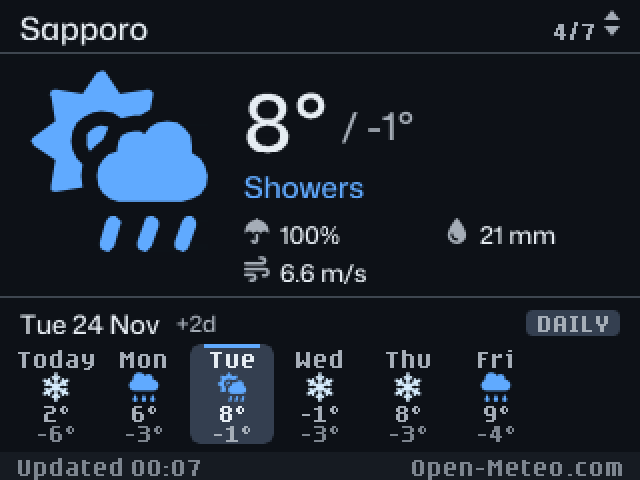 Sapporo 4/7
8° / -1°
Showers
100% 21 mm
6.6 m/s
Tue 24 Nov +2d DAILY
Today Mon Tue Wed Thu Fri
2° 6° 8° -1° 8° 9°
-6° -3° -1° -3° -3° -4°
Updated 00:07 Open-Meteo.com